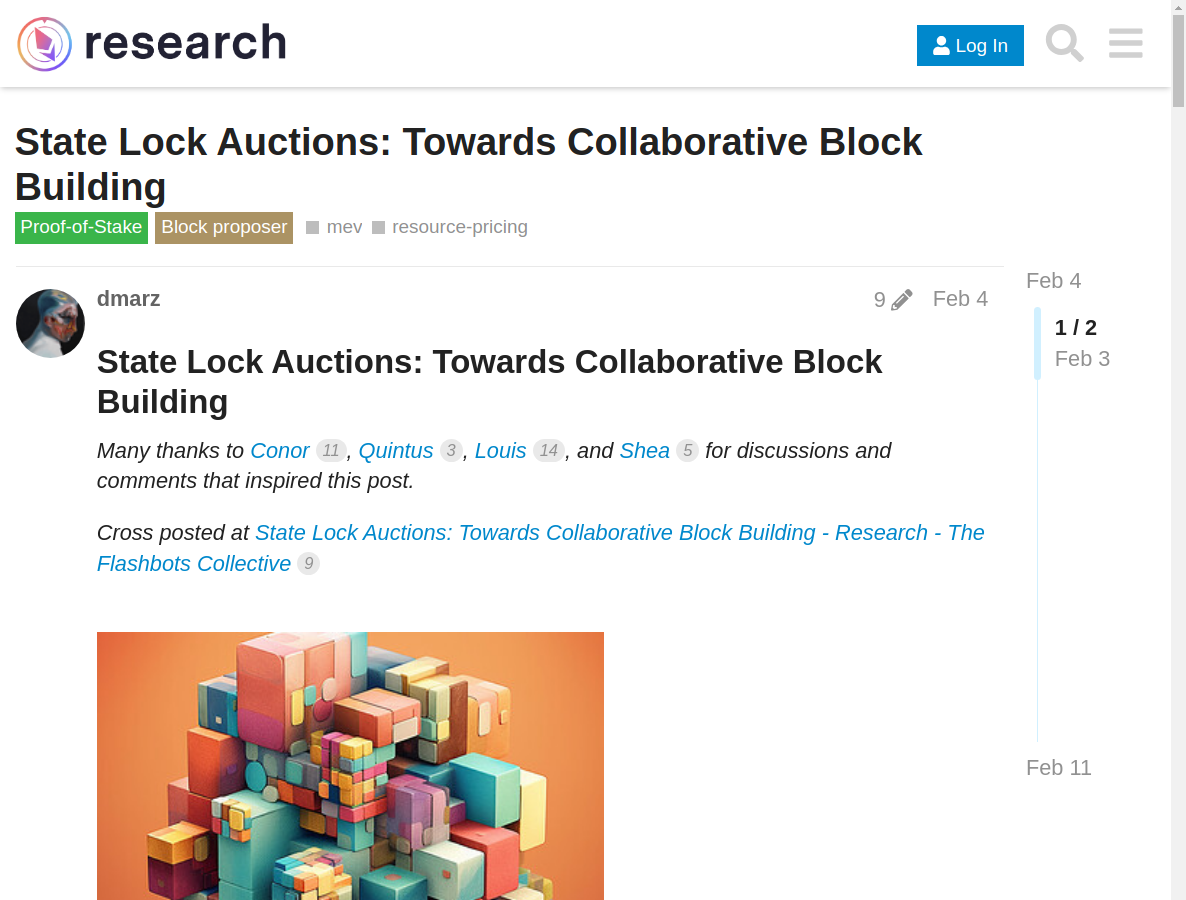 research
Log In
State Lock Auctions: Towards Collaborative Block
Building
Proof-of-Stake Block proposer mev resource-pricing
Feb 4
dmarz 9 Feb 4
1 / 2
Feb 3
State Lock Auctions: Towards Collaborative Block
Building
Many thanks to Conor 11, Quintus 3, Louis 14, and Shea 5 for discussions and
comments that inspired this post.
Cross posted at State Lock Auctions: Towards Collaborative Block Building - Research - The
Flashbots Collective 9
Feb 11